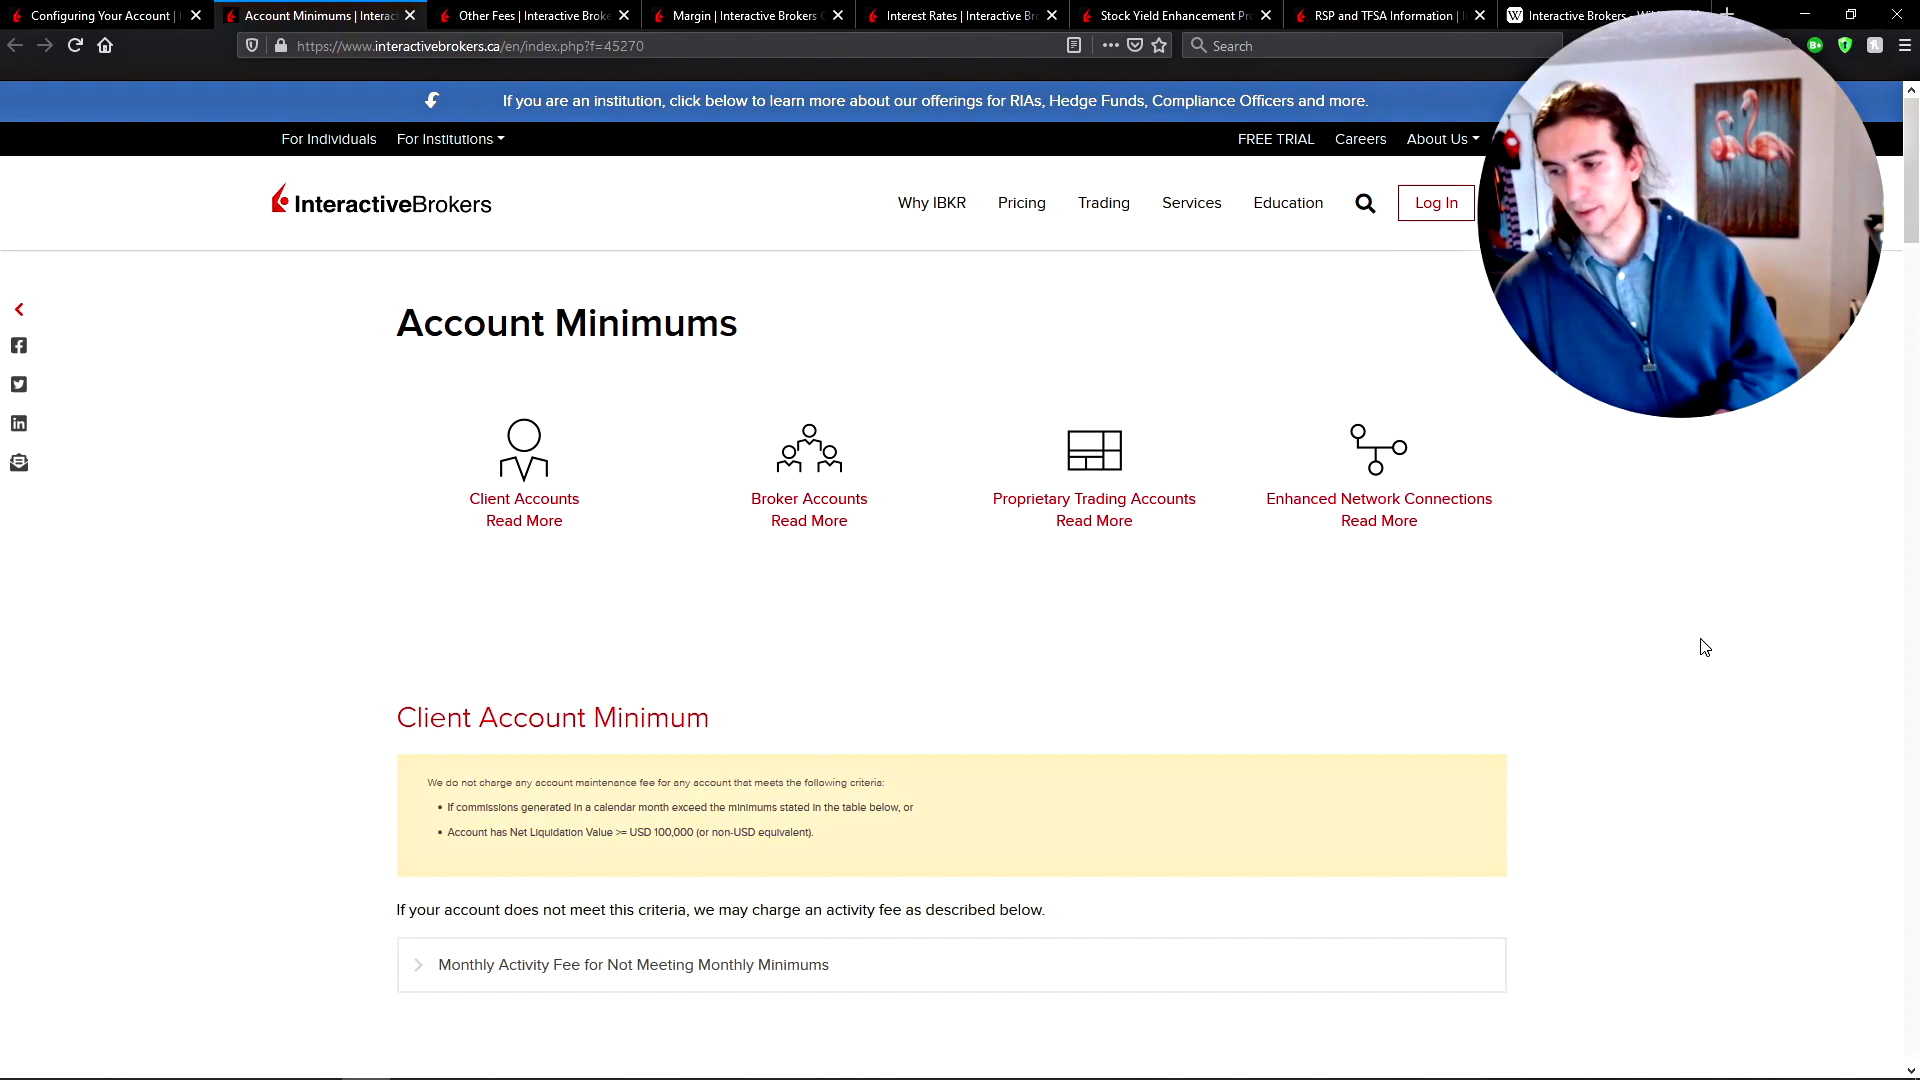 Configuring Your Account |
Account Minimums | Interact
Other Fees | Interactive Broke
Margin | Interactive Brokers
Interest Rates | Interactive Br
Stock Yield Enhancement Pr
RSP and TFSA Information |
W Interactive Brokers - Wi
https://www.interactivebrokers.ca/en/index.php?f=45270
Search
If you are an institution, click below to learn more about our offerings for RIAs, Hedge Funds, Compliance Officers and more.
For Individuals
For Institutions
FREE TRIAL
Careers
About Us
InteractiveBrokers
Why IBKR
Pricing
Trading
Services
Education
Log In
Account Minimums
Client Accounts
Read More
Broker Accounts
Read More
Proprietary Trading Accounts
Read More
Enhanced Network Connections
Read More
Client Account Minimum
We do not charge any account maintenance fee for any account that meets the following criteria:
• If commissions generated in a calendar month exceed the minimums stated in the table below, or
• Account has Net Liquidation Value >= USD 100,000 (or non-USD equivalent).
If your account does not meet this criteria, we may charge an activity fee as described below.
Monthly Activity Fee for Not Meeting Monthly Minimums